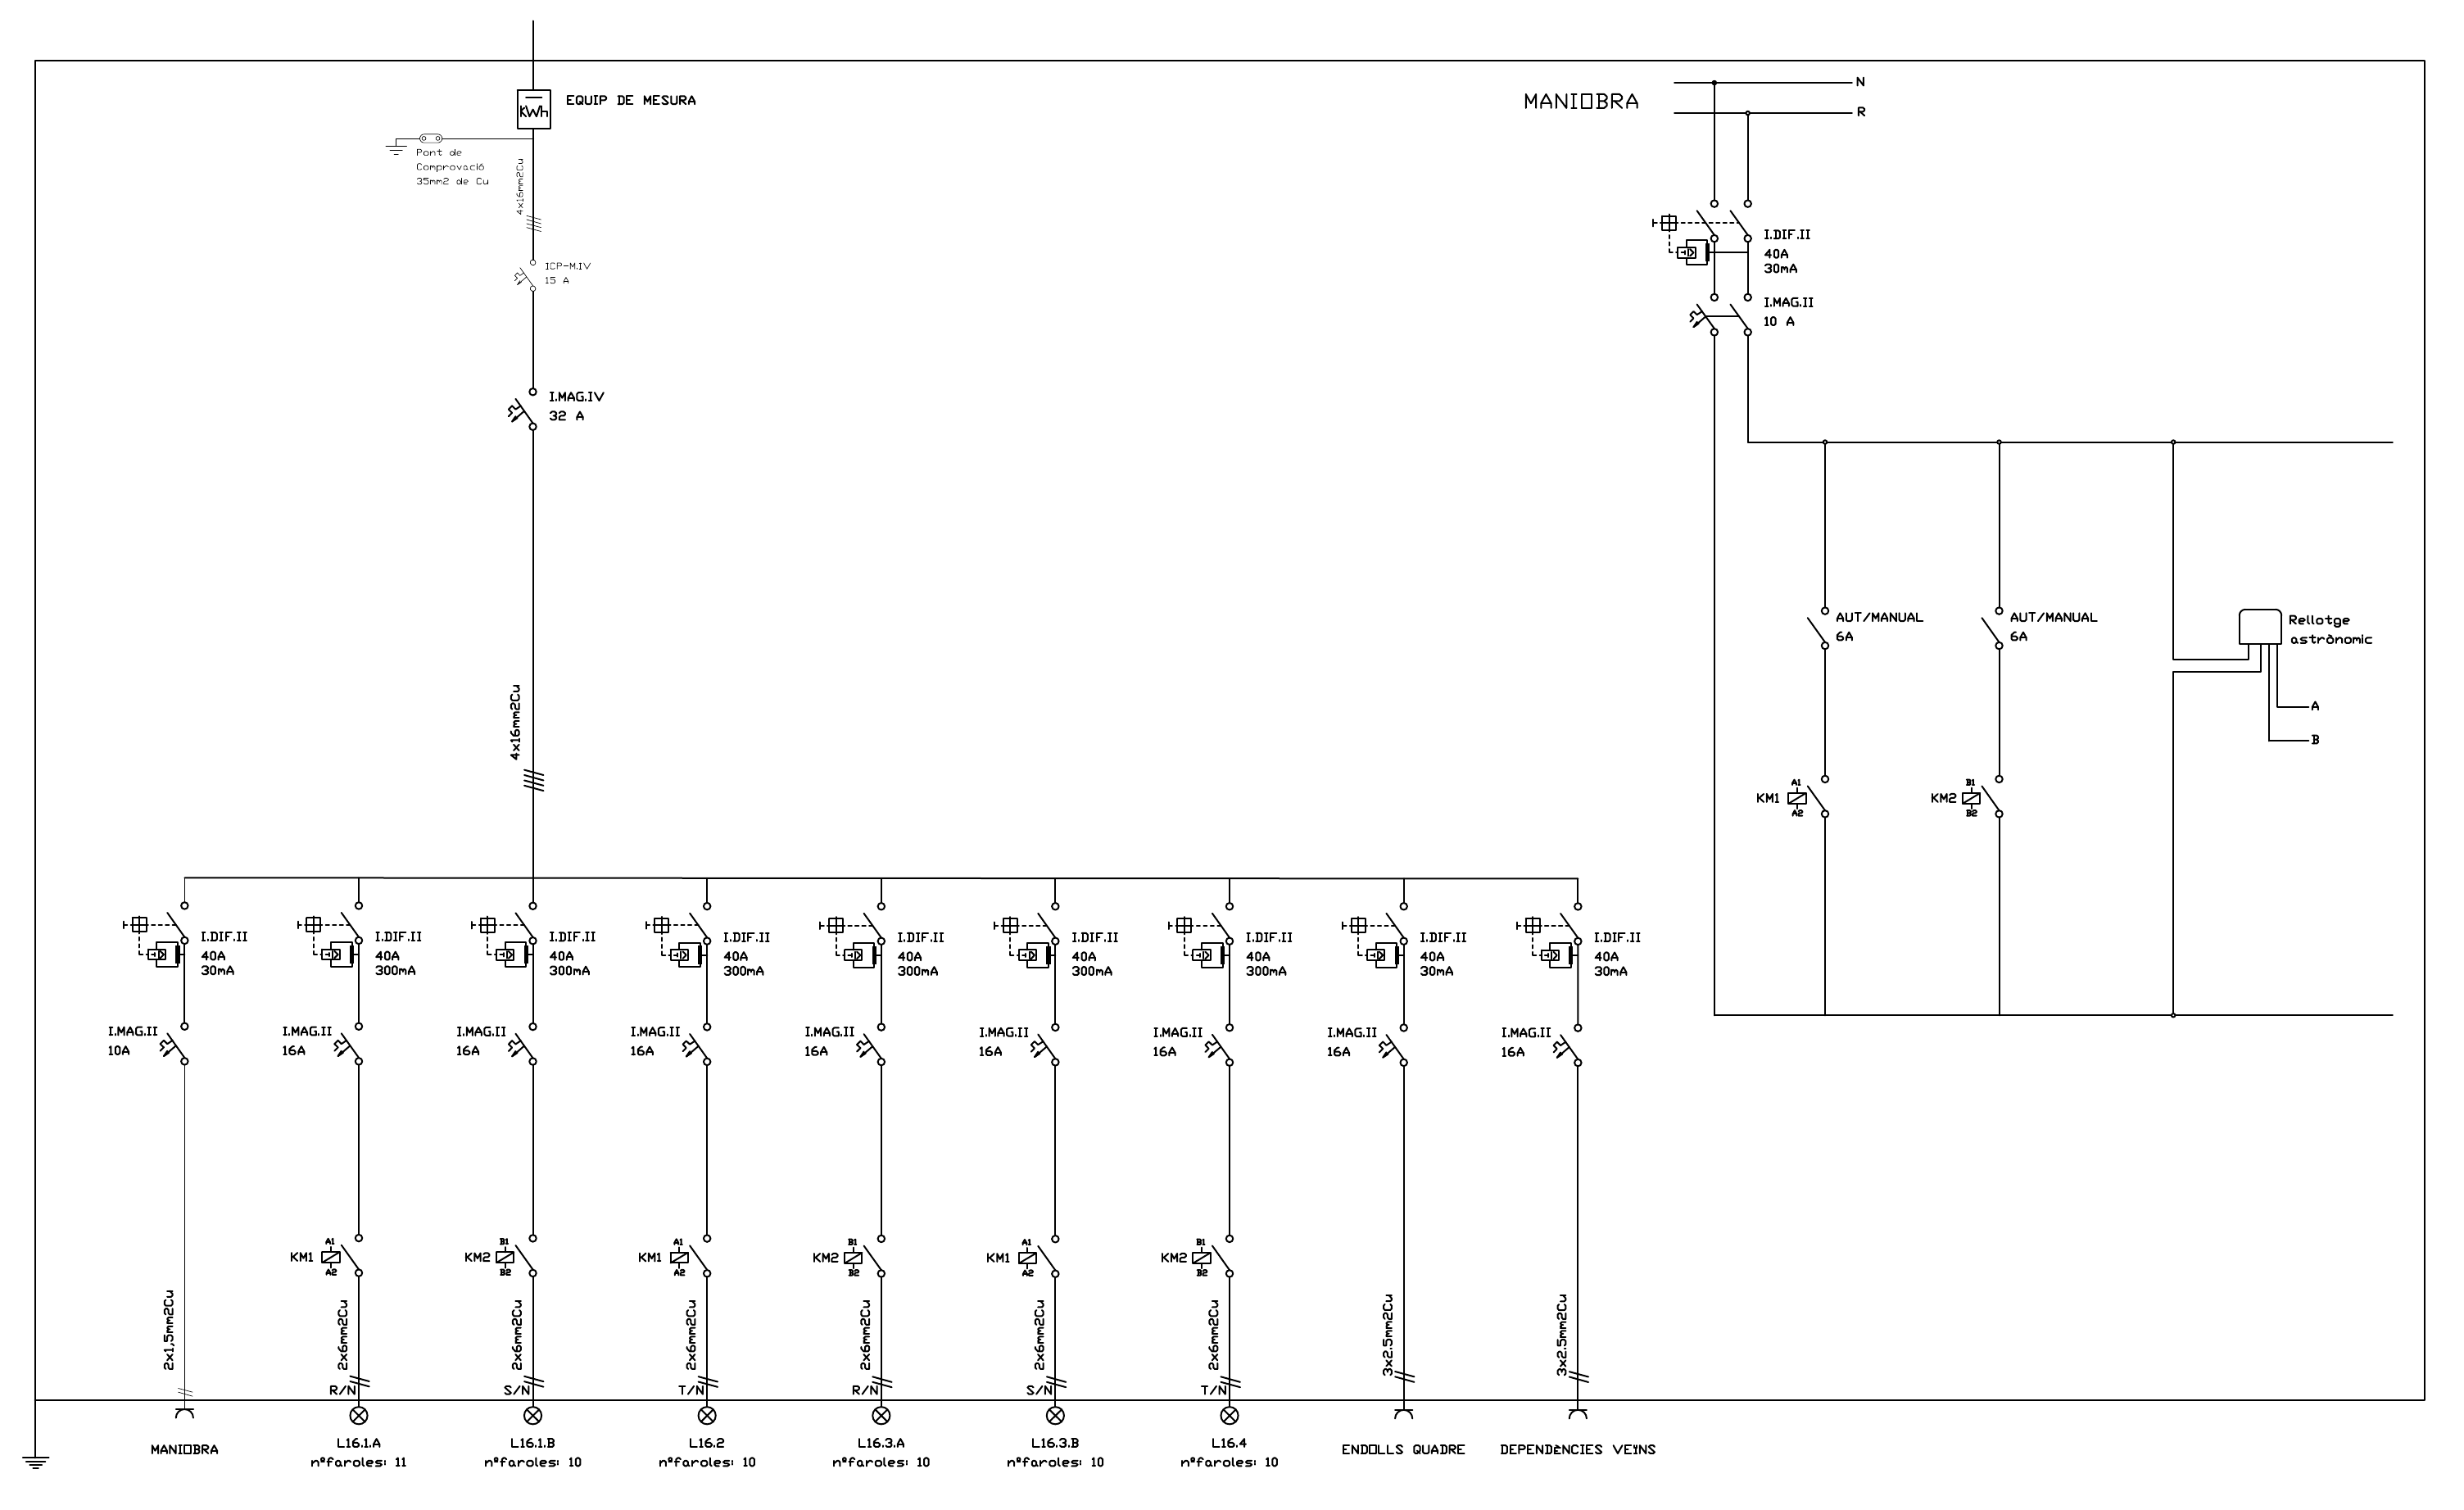 EQUIP DE MESURA
KWh
Pont de
Comprovació
35mm2 de Cu
4x16mm2Cu
ICP-M.IV
15 A
I.MAG.IV
32 A
4x16mm2Cu
MANIOBRA
N
R
I.DIF.II
40A
30mA
I.MAG.II
10 A
AUT/MANUAL
6A
AUT/MANUAL
6A
Rellotge
astrònomic
A
B
A1
KM1
A2
B1
KM2
B2
I.DIF.II
40A
30mA
I.DIF.II
40A
300mA
I.DIF.II
40A
300mA
I.DIF.II
40A
300mA
I.DIF.II
40A
300mA
I.DIF.II
40A
300mA
I.DIF.II
40A
300mA
I.DIF.II
40A
30mA
I.DIF.II
40A
30mA
I.MAG.II
10A
I.MAG.II
16A
I.MAG.II
16A
I.MAG.II
16A
I.MAG.II
16A
I.MAG.II
16A
I.MAG.II
16A
I.MAG.II
16A
I.MAG.II
16A
A1
KM1
A2
B1
KM2
B2
A1
KM1
A2
B1
KM2
B2
A1
KM1
A2
B1
KM2
B2
2x1,5mm2Cu
2x6mm2Cu
2x6mm2Cu
2x6mm2Cu
2x6mm2Cu
2x6mm2Cu
2x6mm2Cu
3x2.5mm2Cu
3x2.5mm2Cu
R/N
S/N
T/N
R/N
S/N
T/N
MANIOBRA
L16.1.A
nºfaroles: 11
L16.1.B
nºfaroles: 10
L16.2
nºfaroles: 10
L16.3.A
nºfaroles: 10
L16.3.B
nºfaroles: 10
L16.4
nºfaroles: 10
ENDOLLS QUADRE
DEPENDÈNCIES VEÏNS